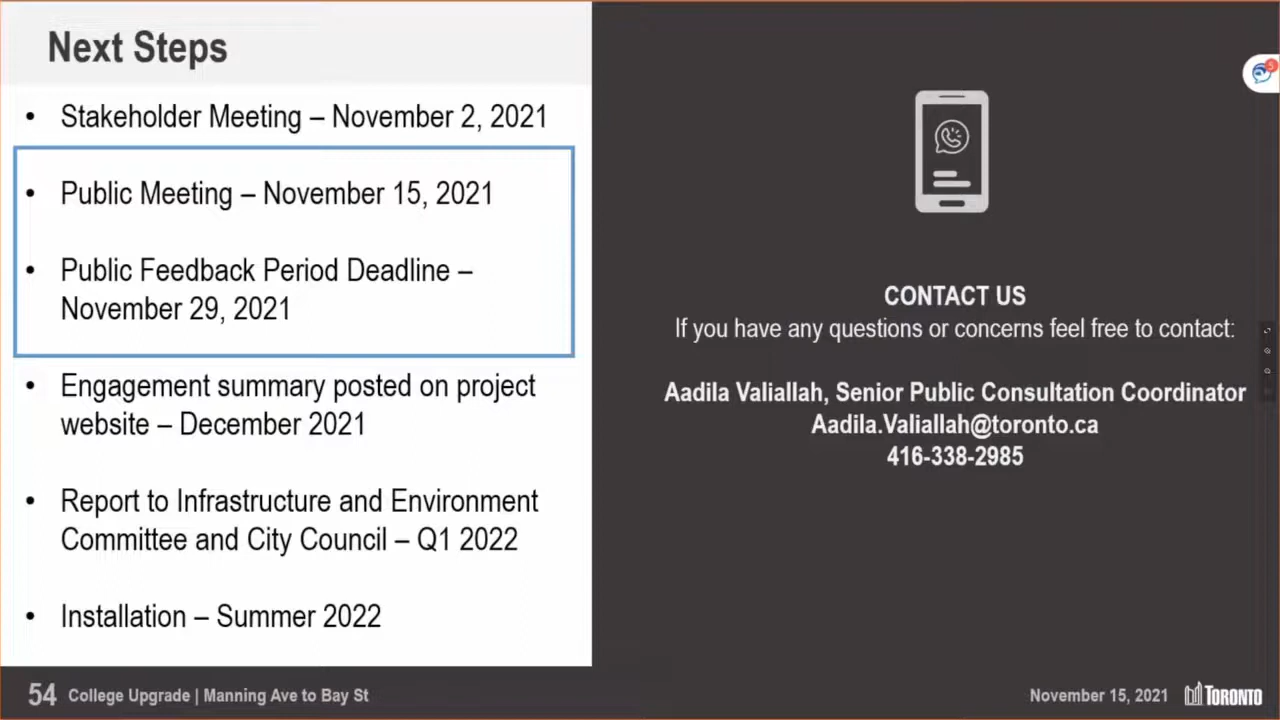 Next Steps
• Stakeholder Meeting – November 2, 2021
• Public Meeting – November 15, 2021
• Public Feedback Period Deadline –
November 29, 2021
• Engagement summary posted on project
website – December 2021
• Report to Infrastructure and Environment
Committee and City Council – Q1 2022
• Installation – Summer 2022
5
CONTACT US
If you have any questions or concerns feel free to contact:
Aadila Valiallah, Senior Public Consultation Coordinator
Aadila.Valiallah@toronto.ca
416-338-2985
54 College Upgrade | Manning Ave to Bay St
November 15, 2021 TORONTO